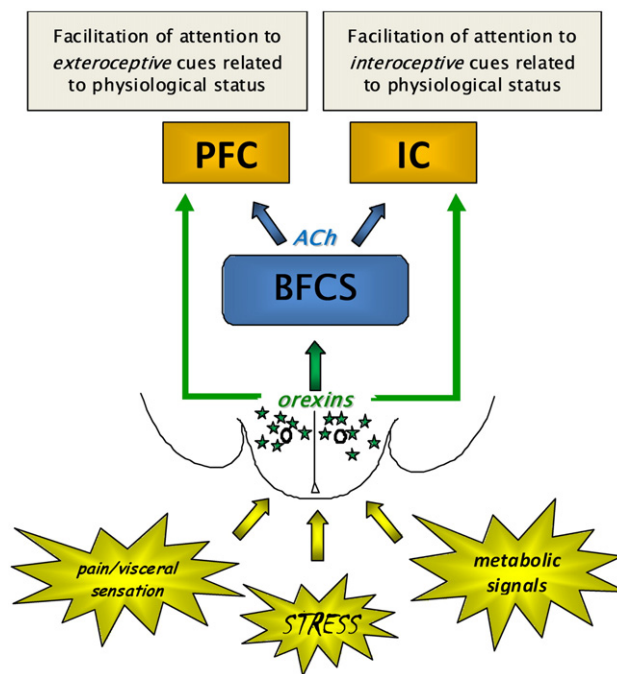 Facilitation of attention to
exteroceptive cues related
to physiological status
Facilitation of attention to
interoceptive cues related
to physiological status
PFC
IC
ACh
BFCS
orexins
pain/visceral
sensation
STRESS
metabolic
signals